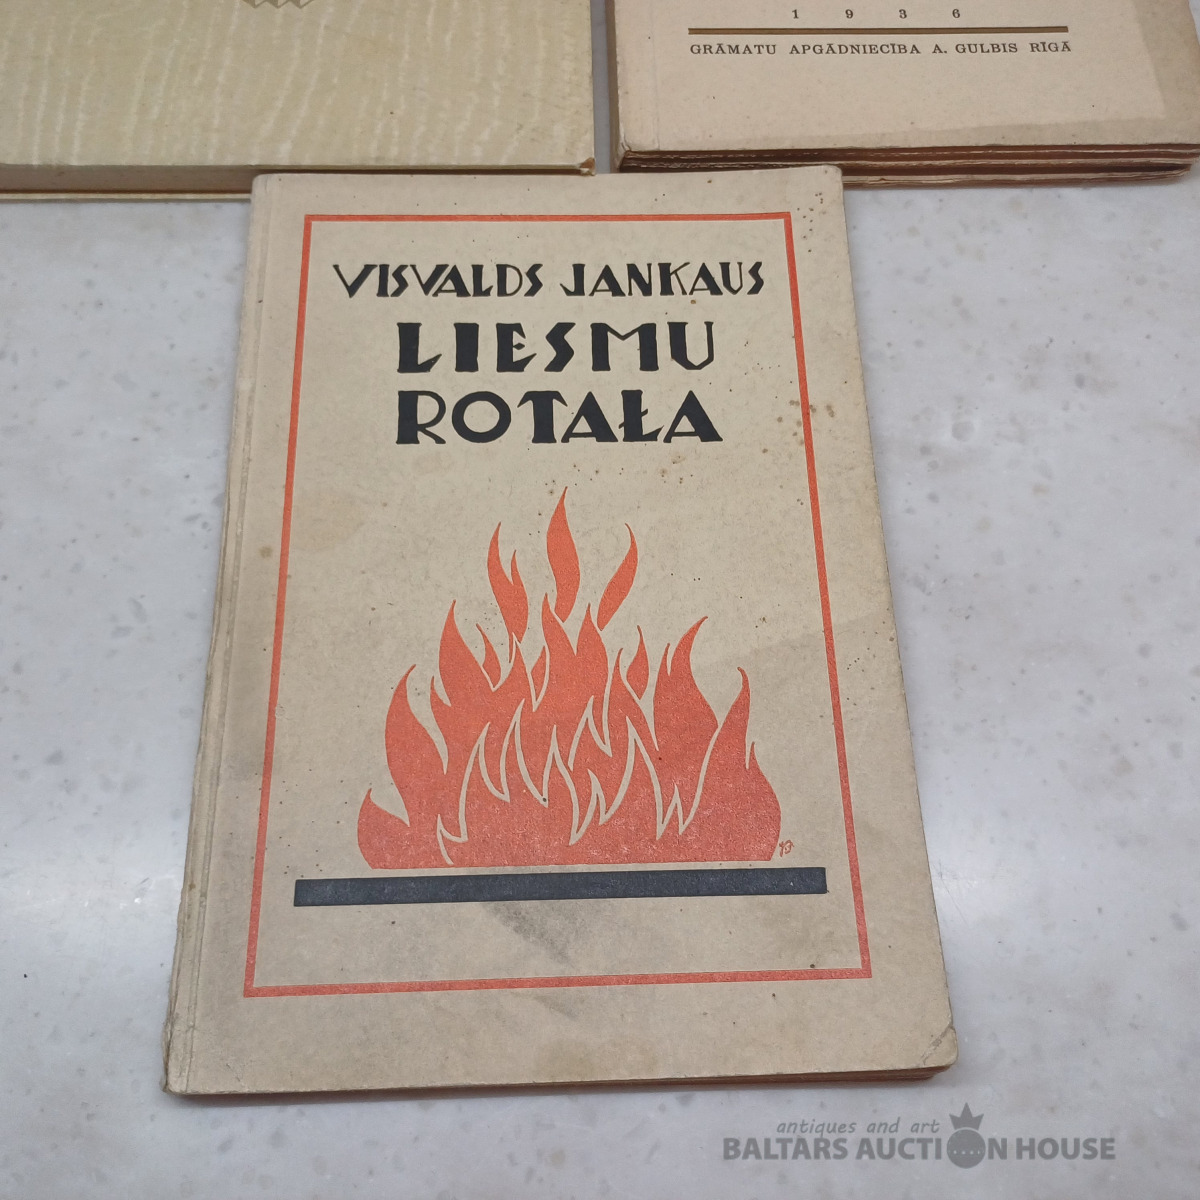 1 9 3 6
GRĀMATU APGĀDNIECĪBA A. GULBIS RĪGĀ
VISVALDS JANKAUS
LIESMU
ROTAŁA
antiques and art
BALTARS AUCTION HOUSE